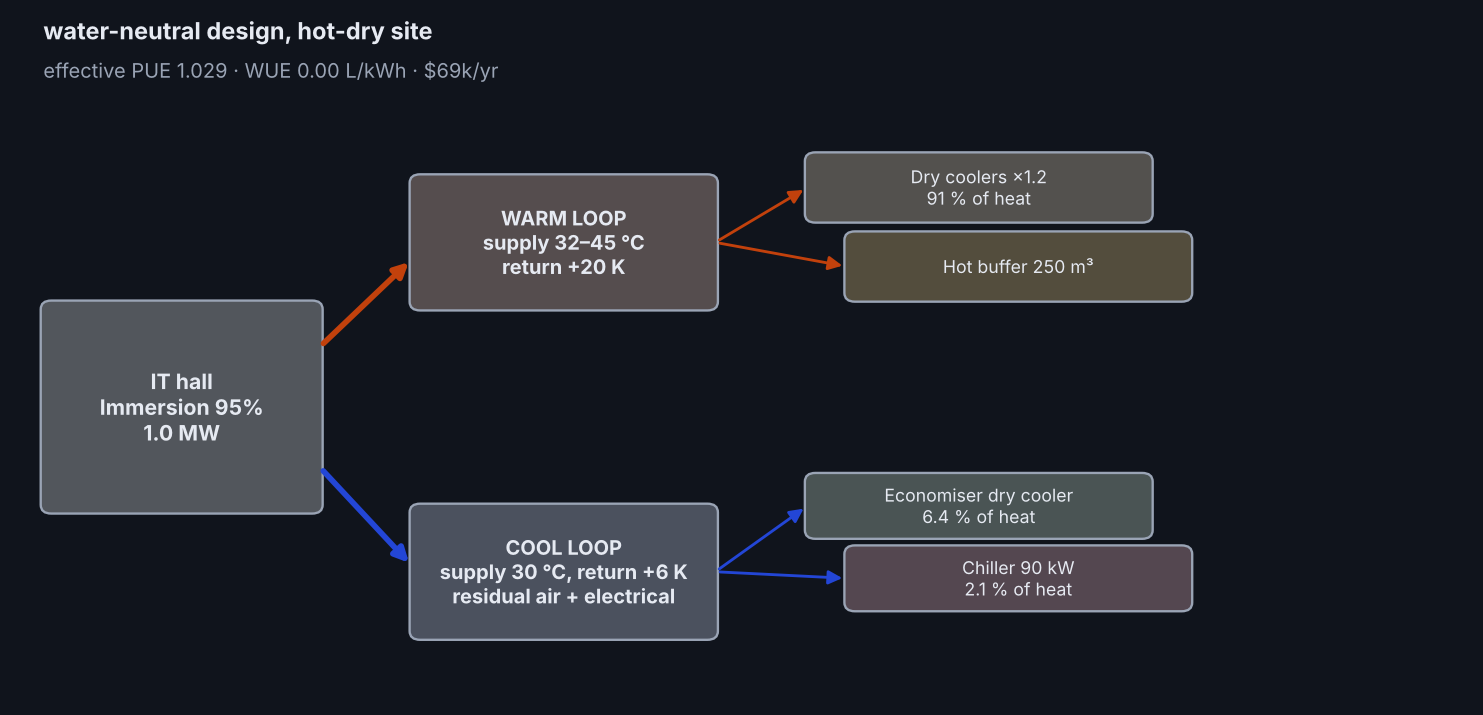 water-neutral design, hot-dry site
effective PUE 1.029 · WUE 0.00 L/kWh · $69k/yr
Dry coolers ×1.2
91 % of heat
WARM LOOP
supply 32–45 °C
return +20 K
Hot buffer 250 m³
IT hall
Immersion 95%
1.0 MW
Economiser dry cooler
6.4 % of heat
COOL LOOP
supply 30 °C, return +6 K
residual air + electrical
Chiller 90 kW
2.1 % of heat